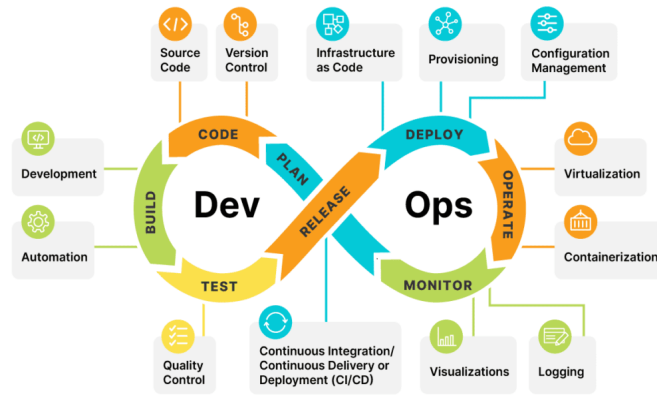 Source
Code
Version
Control
Infrastructure
as Code
Provisioning
Configuration
Management
CODE
PLAN
DEPLOY
Development
BUILD
Dev
RELEASE
Ops
OPERATE
Virtualization
Automation
Containerization
TEST
MONITOR
Quality
Control
Continuous Integration/
Continuous Delivery or
Deployment (CI/CD)
Visualizations
Logging